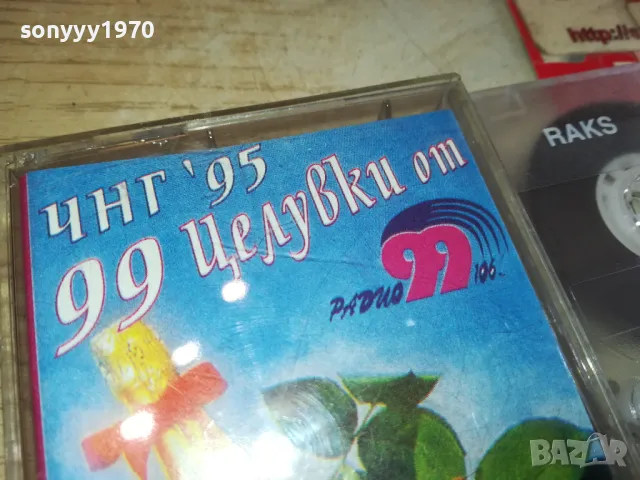 sonyyy1970
http://
RAKS
ЧНГ '95
99 Целувки от
РАДИО 99 106
BAZAR